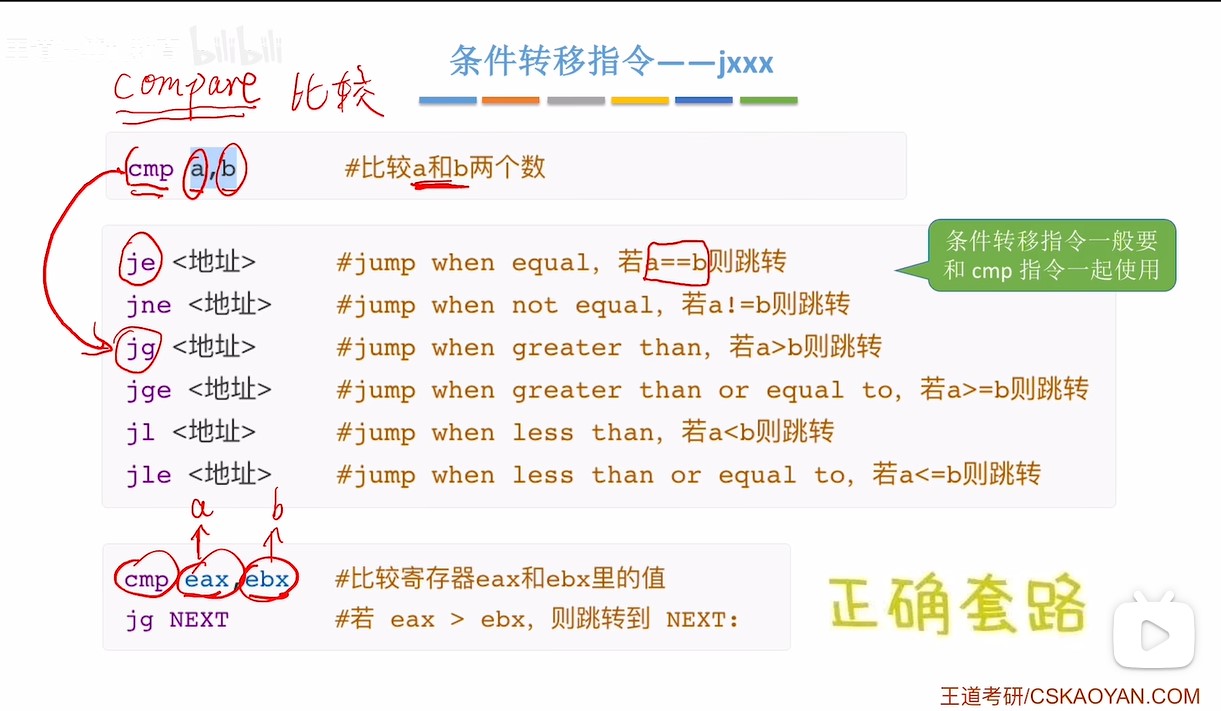 bilibili
条件转移指令——jxxx
compare 比较
cmp a,b #比较a和b两个数
je <地址> #jump when equal，若a==b则跳转
条件转移指令一般要
和 cmp 指令一起使用
jne <地址> #jump when not equal，若a!=b则跳转
jg <地址> #jump when greater than，若a>b则跳转
jge <地址> #jump when greater than or equal to，若a>=b则跳转
jl <地址> #jump when less than，若a<b则跳转
jle <地址> #jump when less than or equal to，若a<=b则跳转
a b
cmp eax,ebx #比较寄存器eax和ebx里的值
jg NEXT #若 eax > ebx，则跳转到 NEXT:
正确套路
王道考研/CSKAOYAN.COM